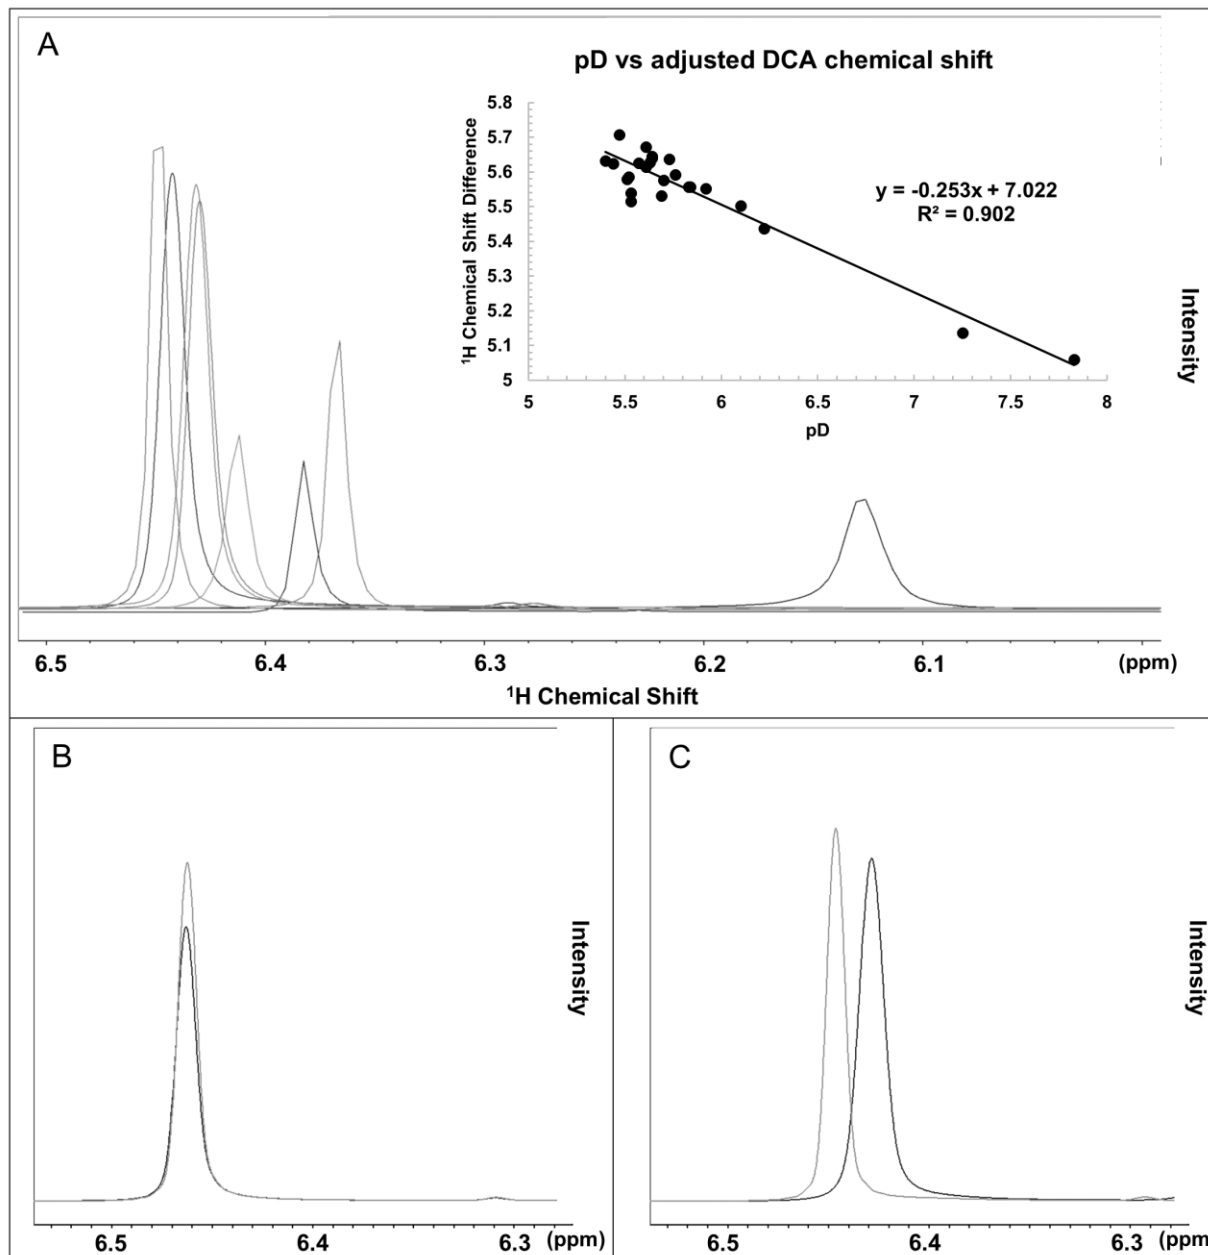 A
pD vs adjusted DCA chemical shift
¹H Chemical Shift Difference
5.8
5.7
5.6
5.5
5.4
5.3
5.2
5.1
5
5
5.5
6
6.5
7
7.5
8
pD
y = -0.253x + 7.022
R² = 0.902
Intensity
6.5
6.4
6.3
6.2
6.1
(ppm)
¹H Chemical Shift
B
Intensity
6.5
6.4
6.3
(ppm)
C
Intensity
6.5
6.4
6.3
(ppm)